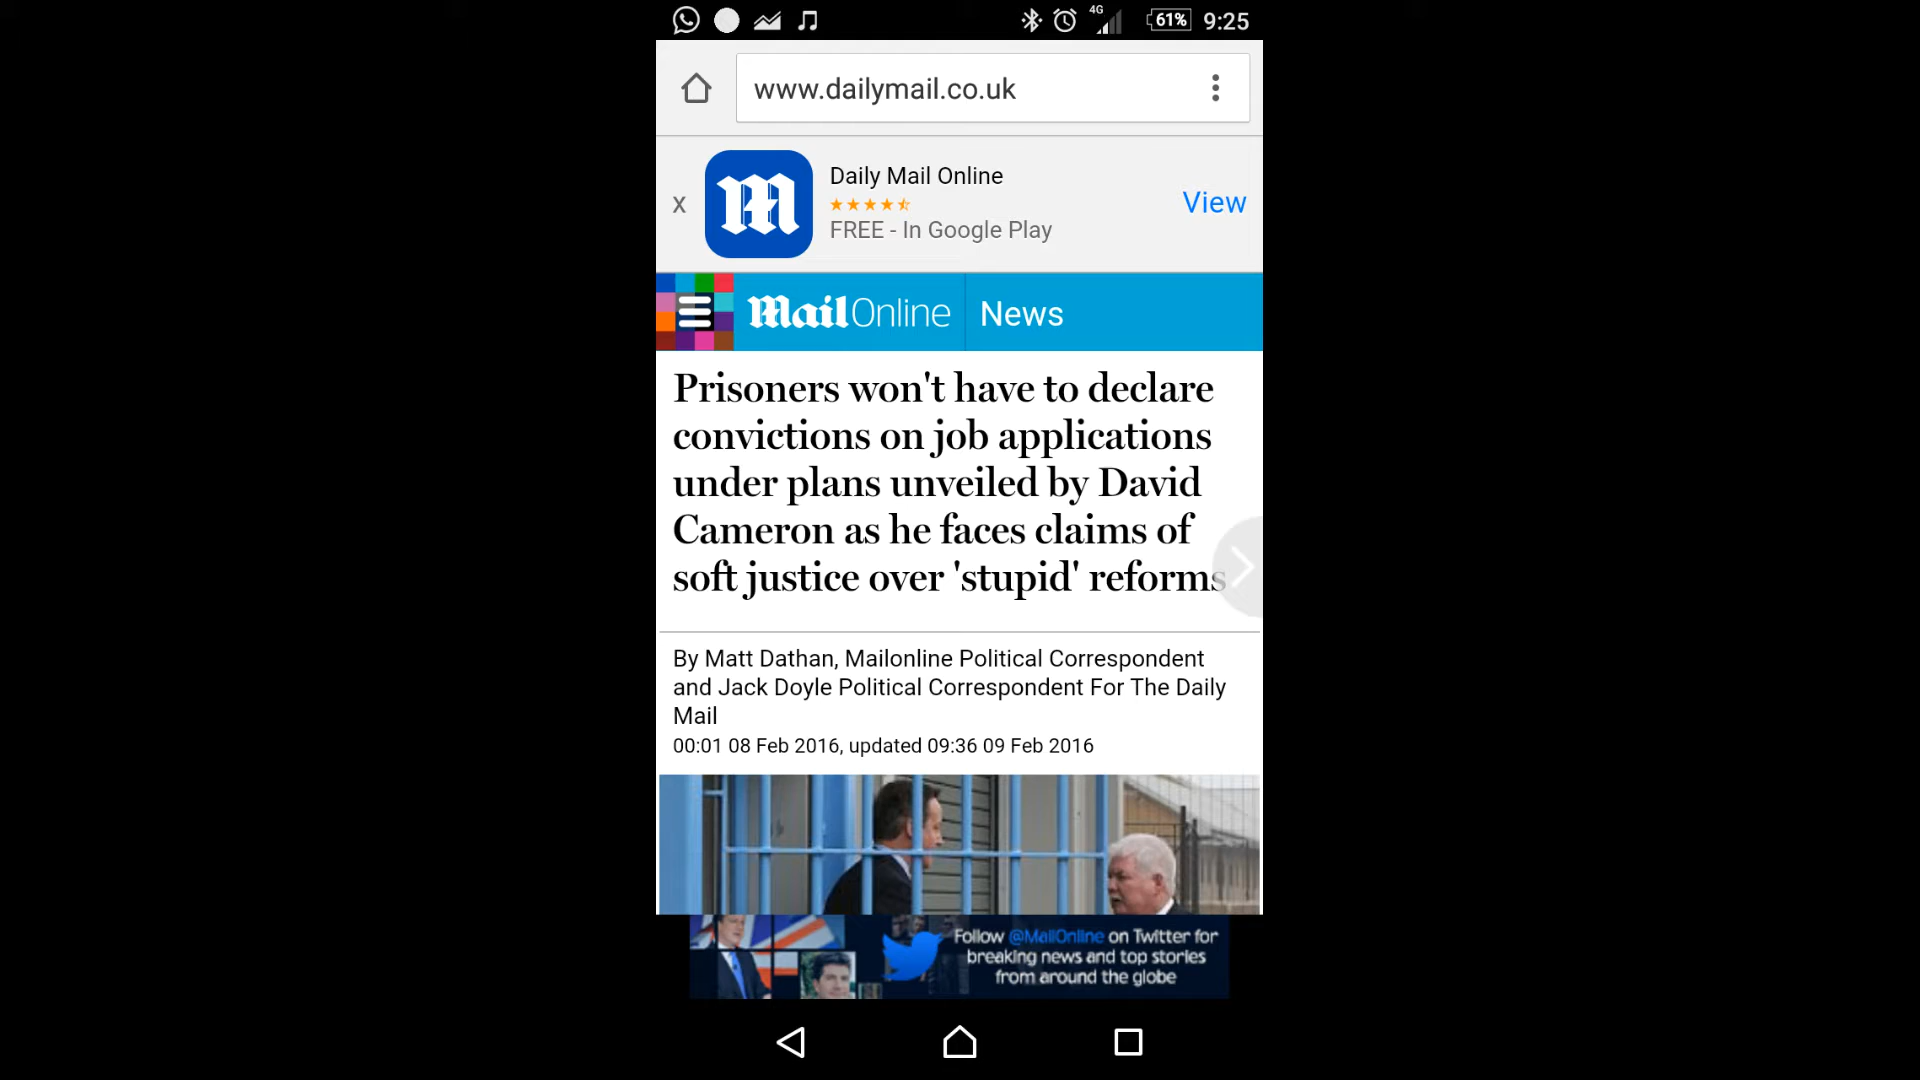 4G 61% 9:25
www.dailymail.co.uk
Daily Mail Online
x
View
FREE - In Google Play
MailOnline News
Prisoners won't have to declare
convictions on job applications
under plans unveiled by David
Cameron as he faces claims of
soft justice over 'stupid' reforms
By Matt Dathan, Mailonline Political Correspondent
and Jack Doyle Political Correspondent For The Daily
Mail
00:01 08 Feb 2016, updated 09:36 09 Feb 2016
Follow @MailOnline on Twitter for
breaking news and top stories
from around the globe